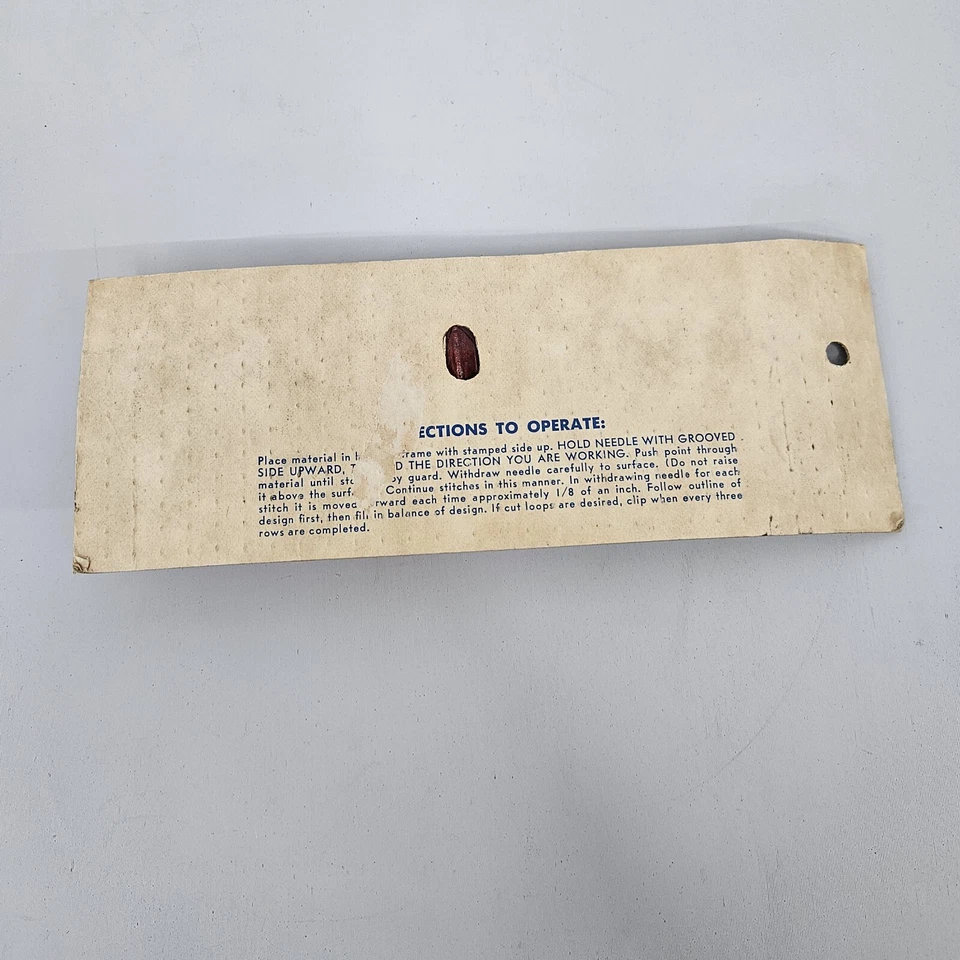 ECTIONS TO OPERATE:
Place material in frame with stamped side up. HOLD NEEDLE WITH GROOVED
SIDE UPWARD, D THE DIRECTION YOU ARE WORKING. Push point through
material until by guard. Withdraw needle carefully to surface. (Do not raise
it above the Continue stitches in this manner. In withdrawing needle for each
stitch it is moved rward each time approximately 1/8 of an inch. Follow outline of
design first, then fill in balance of design. If cut loops are desired, clip when every three
rows are completed.